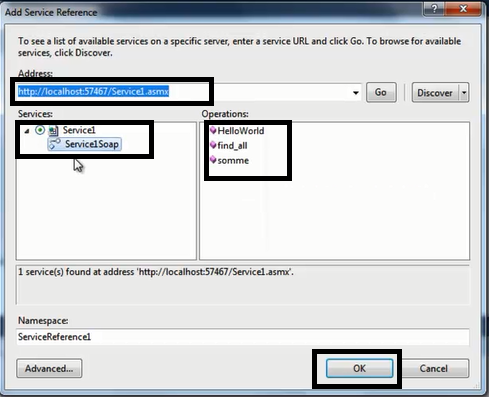 Add Service Reference
To see a list of available services on a specific server, enter a service URL and click Go. To browse for available
services, click Discover.
Address:
http://localhost:57467/Service1.asmx
Go
Discover
Services:
Operations:
Service1
Service1Soap
HelloWorld
find_all
somme
1 service(s) found at address 'http://localhost:57467/Service1.asmx'.
Namespace:
ServiceReference1
Advanced...
OK
Cancel